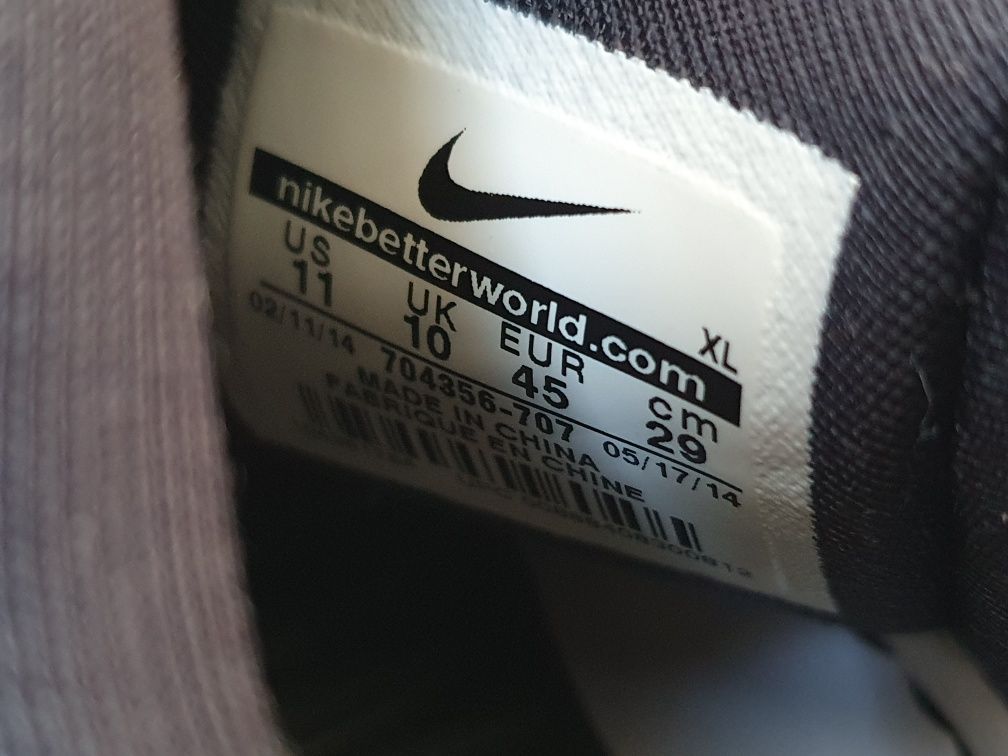 nikebetterworld.com
XL
US UK EUR cm
11 10 45 29
02/11/14 704356-707 05/17/14
MADE IN CHINA
FABRIQUE EN CHINE